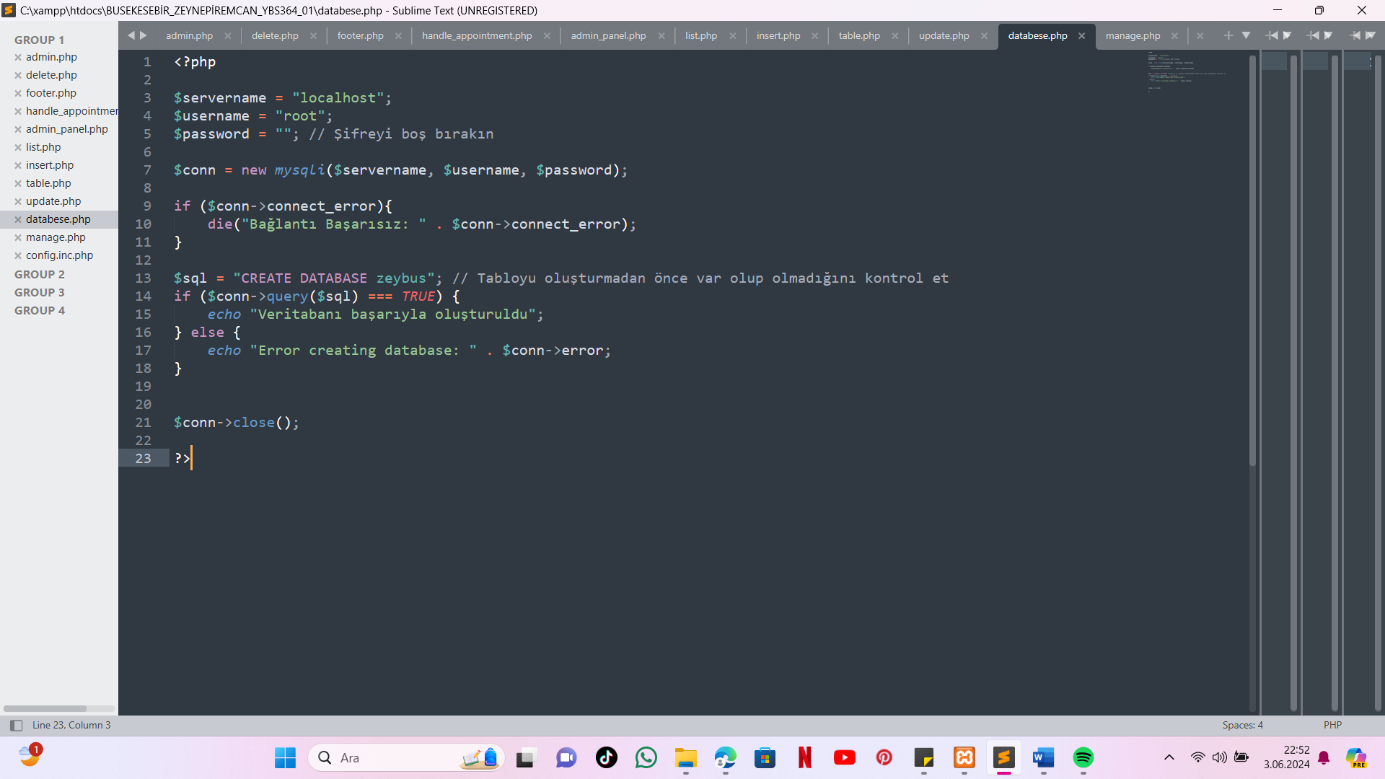 C:\xampp\htdocs\BUSEKESEBİR_ZEYNEPİREMCAN_YBS364_01\databese.php - Sublime Text (UNREGISTERED)
GROUP 1
admin.php
delete.php
footer.php
handle_appointmen
admin_panel.php
list.php
insert.php
table.php
update.php
databese.php
manage.php
config.inc.php
GROUP 2
GROUP 3
GROUP 4
admin.php delete.php footer.php handle_appointment.php admin_panel.php list.php insert.php table.php update.php databese.php manage.php
1 <?php
2
3 $servername = "localhost";
4 $username = "root";
5 $password = ""; // Şifreyi boş bırakın
6
7 $conn = new mysqli($servername, $username, $password);
8
9 if ($conn->connect_error){
10 die("Bağlantı Başarısız: " . $conn->connect_error);
11 }
12
13 $sql = "CREATE DATABASE zeybus"; // Tabloyu oluşturmadan önce var olup olmadığını kontrol et
14 if ($conn->query($sql) === TRUE) {
15 echo "Veritabanı başarıyla oluşturuldu";
16 } else {
17 echo "Error creating database: " . $conn->error;
18 }
19
20
21 $conn->close();
22
23 ?>
Line 23, Column 3
Spaces: 4
PHP
1
Ara
22:52
3.06.2024
PRE